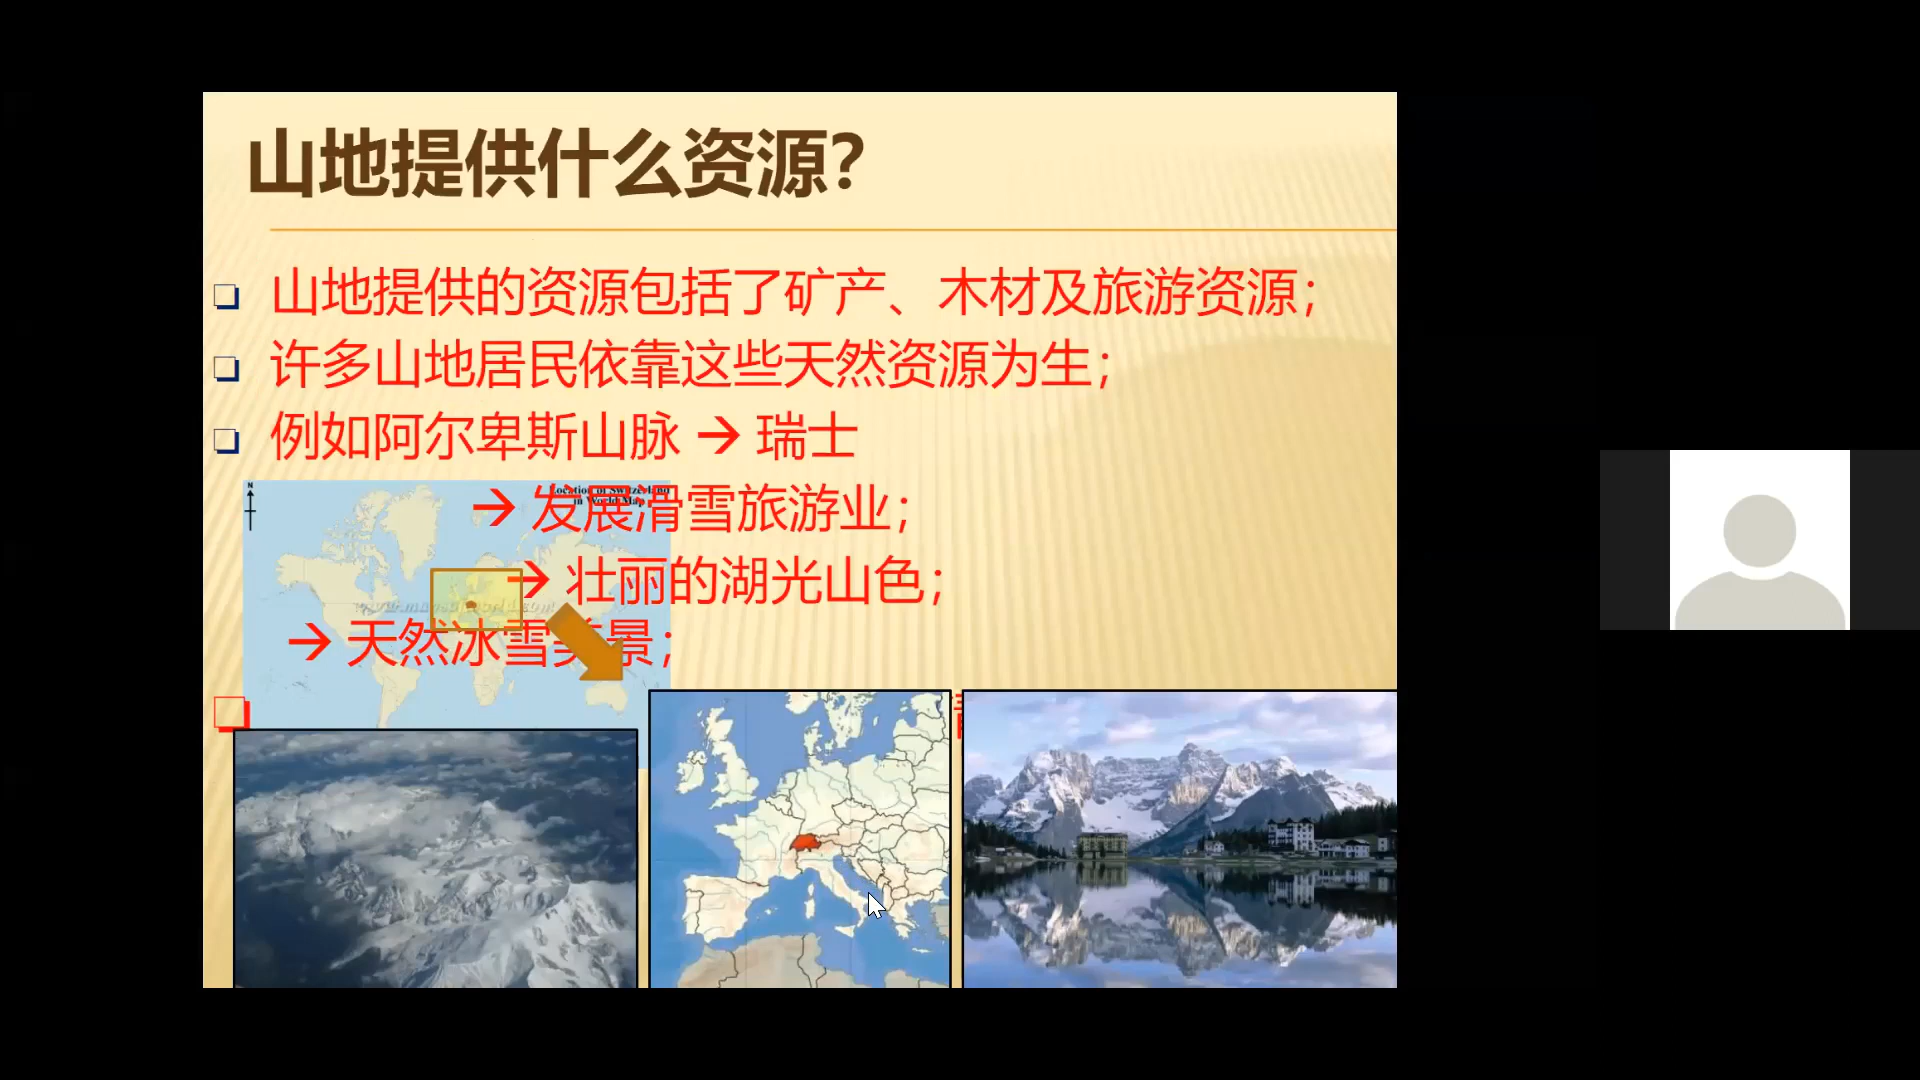 山地提供什么资源?
❑ 山地提供的资源包括了矿产、木材及旅游资源；
❑ 许多山地居民依靠这些天然资源为生；
❑ 例如阿尔卑斯山脉 → 瑞士
→ 发展滑雪旅游业；
→ 壮丽的湖光山色；
→ 天然冰雪美景；
N
Location of Switzerland
in World Map